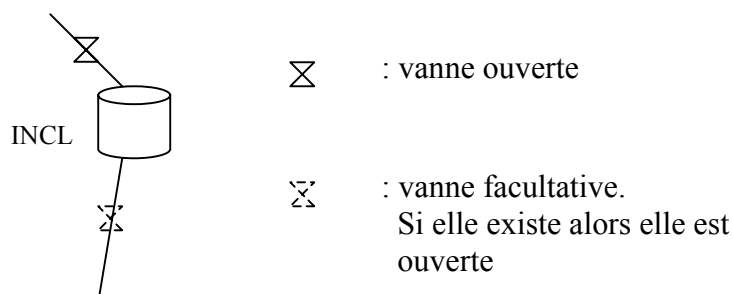 : vanne ouverte
INCL
: vanne facultative.
Si elle existe alors elle est
ouverte